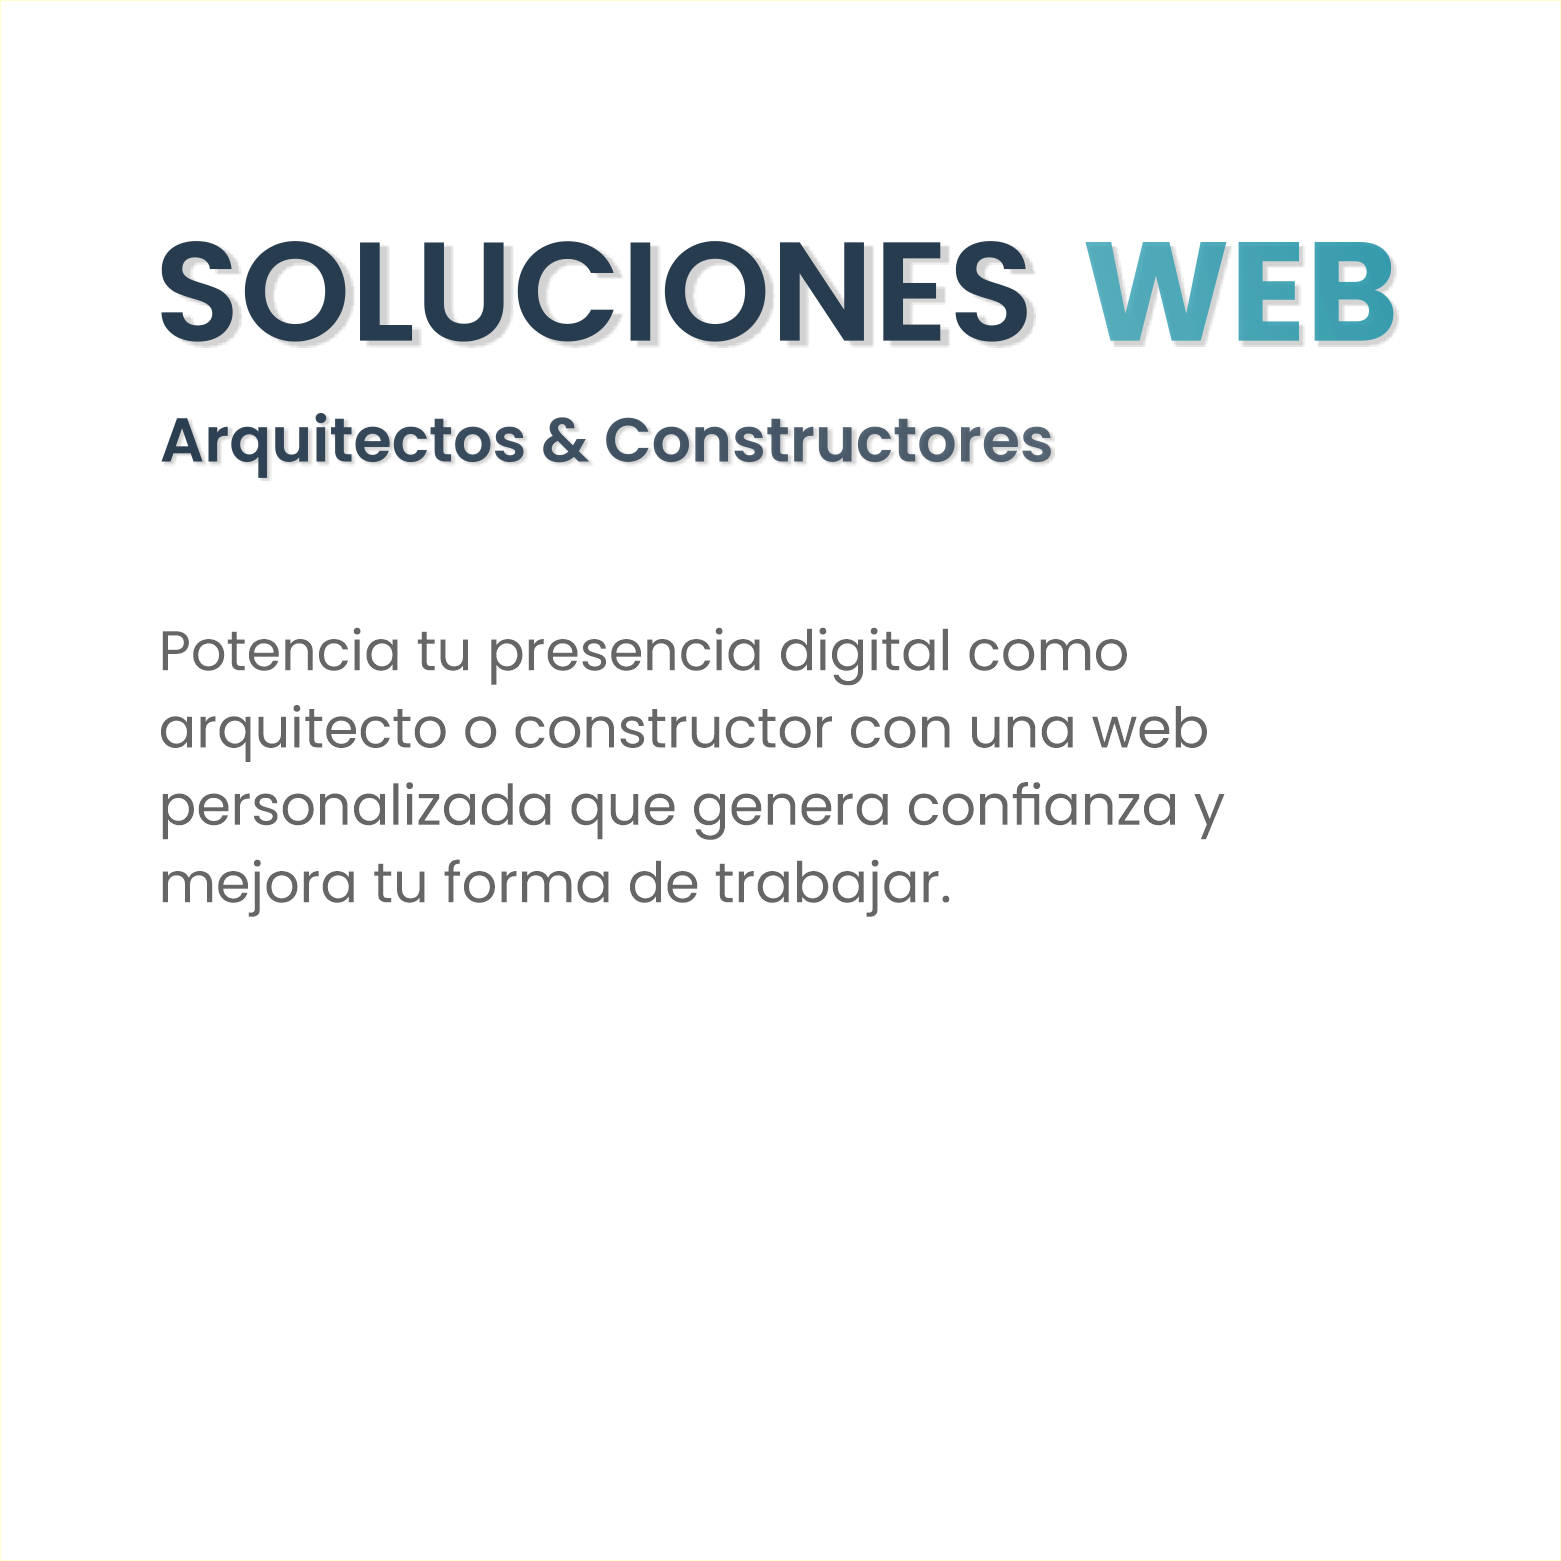 SOLUCIONES WEB
Arquitectos & Constructores
Potencia tu presencia digital como
arquitecto o constructor con una web
personalizada que genera confianza y
mejora tu forma de trabajar.